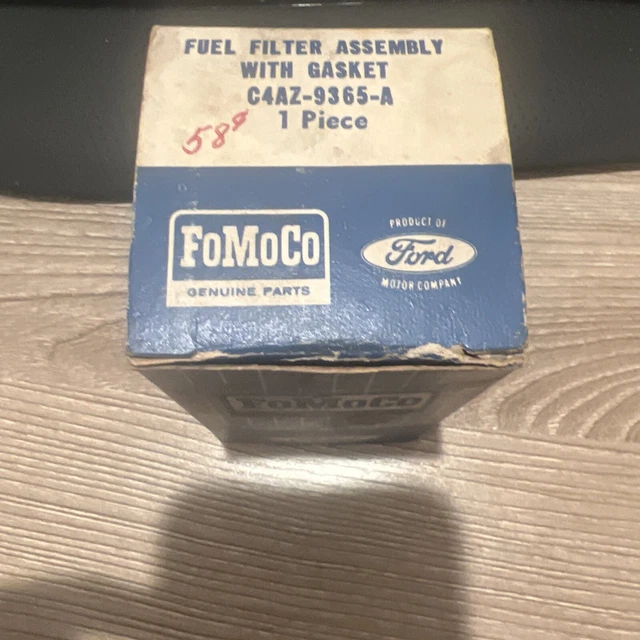 FUEL FILTER ASSEMBLY
WITH GASKET
C4AZ-9365-A
1 Piece
58¢
FoMoCo
GENUINE PARTS
PRODUCT OF
Ford
MOTOR COMPANY
FoMoCo